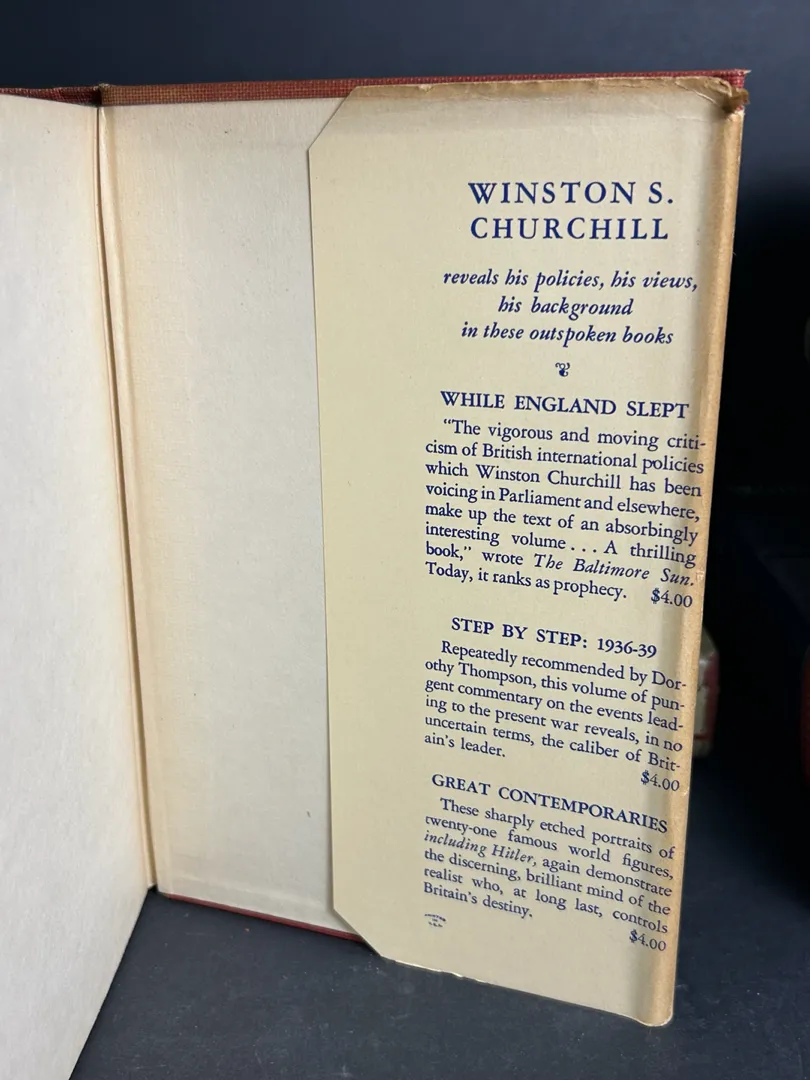 WINSTON S.
CHURCHILL
reveals his policies, his views,
his background
in these outspoken books
WHILE ENGLAND SLEPT
"The vigorous and moving criti-
cism of British international policies
which Winston Churchill has been
voicing in Parliament and elsewhere,
make up the text of an absorbingly
interesting volume . . . A thrilling
book," wrote The Baltimore Sun.
Today, it ranks as prophecy. $4.00
STEP BY STEP: 1936-39
Repeatedly recommended by Dor-
othy Thompson, this volume of pun-
gent commentary on the events lead-
ing to the present war reveals, in no
uncertain terms, the caliber of Brit-
ain's leader.
$4.00
GREAT CONTEMPORARIES
These sharply etched portraits of
twenty-one famous world figures,
including Hitler, again demonstrate
the discerning, brilliant mind of the
realist who, at long last, controls
Britain's destiny.
$4.00